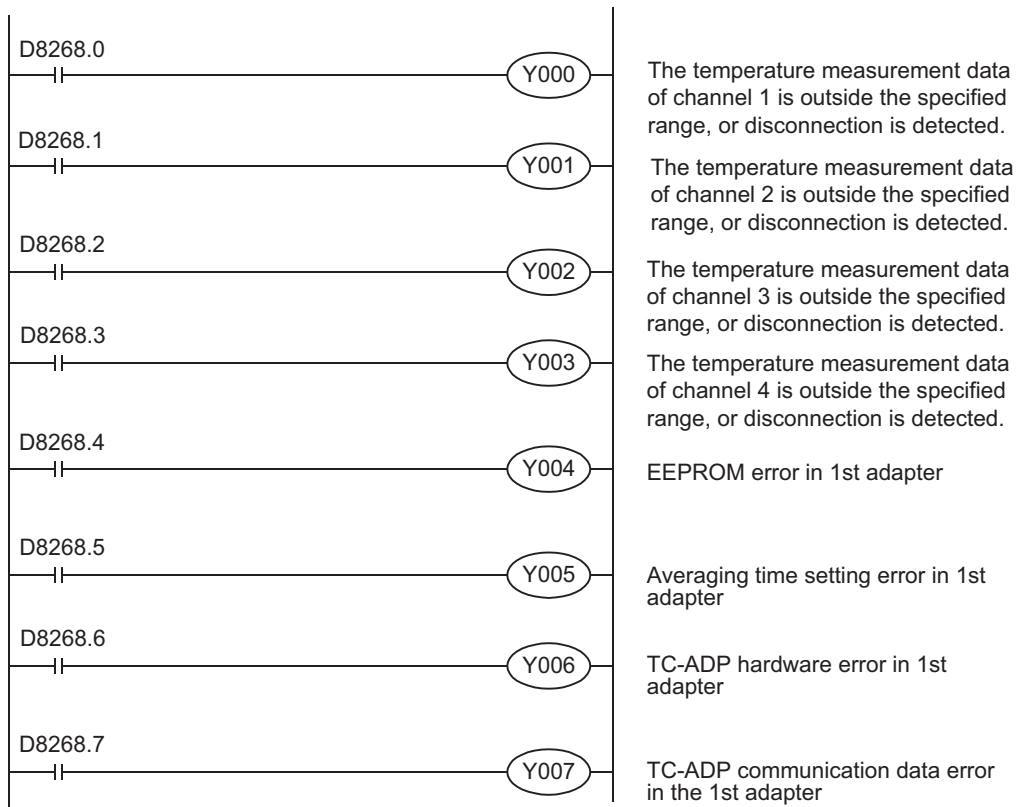 D8268.0
Y000
The temperature measurement data
of channel 1 is outside the specified
range, or disconnection is detected.
D8268.1
Y001
The temperature measurement data
of channel 2 is outside the specified
range, or disconnection is detected.
D8268.2
Y002
The temperature measurement data
of channel 3 is outside the specified
range, or disconnection is detected.
D8268.3
Y003
The temperature measurement data
of channel 4 is outside the specified
range, or disconnection is detected.
D8268.4
Y004
EEPROM error in 1st adapter
D8268.5
Y005
Averaging time setting error in 1st
adapter
D8268.6
Y006
TC-ADP hardware error in 1st
adapter
D8268.7
Y007
TC-ADP communication data error
in the 1st adapter